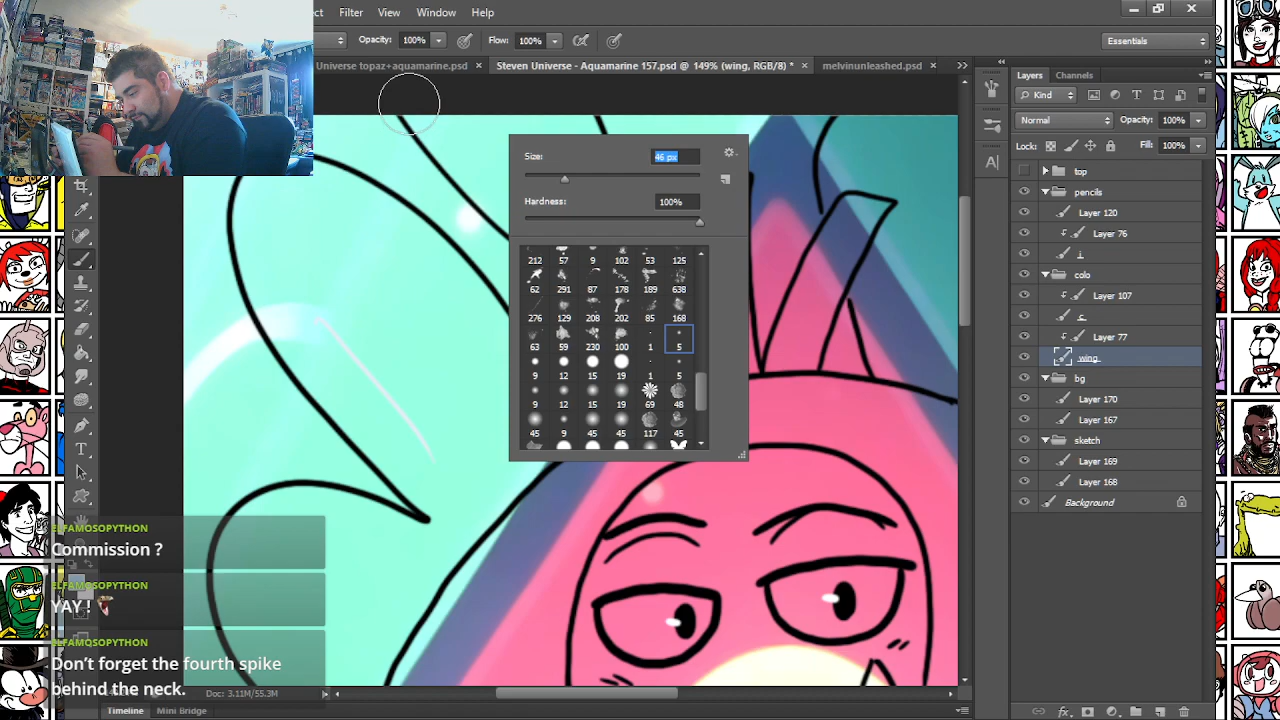 Filter View Window Help
Opacity: 100% Flow: 100% Essentials
Universe topaz+aquamarine.psd × Steven Universe - Aquamarine 157.psd @ 149% (wing, RGB/8) * × melvinunleashed.psd ×
Layers Channels
Kind
Normal Opacity: 100%
Lock: Fill: 100%
top
pencils
Layer 120
Layer 76
colo
Layer 107
Layer 77
wing
bg
Layer 170
Layer 167
sketch
Layer 169
Layer 168
Background
Size: 46 px
Hardness: 100%
212 57 9 102 53 125
62 291 87 178 189 638
276 129 208 202 85 168
63 59 230 100 1 5
9 12 15 19 1 5
9 12 15 19 69 48
45 9 45 45 117 45
ELFAMOSOPYTHON
Commission ?
ELFAMOSOPYTHON
YAY !
ELFAMOSOPYTHON
Don't forget the fourth spike
behind the neck.
Doc: 3.11M/55.3M
Timeline Mini Bridge